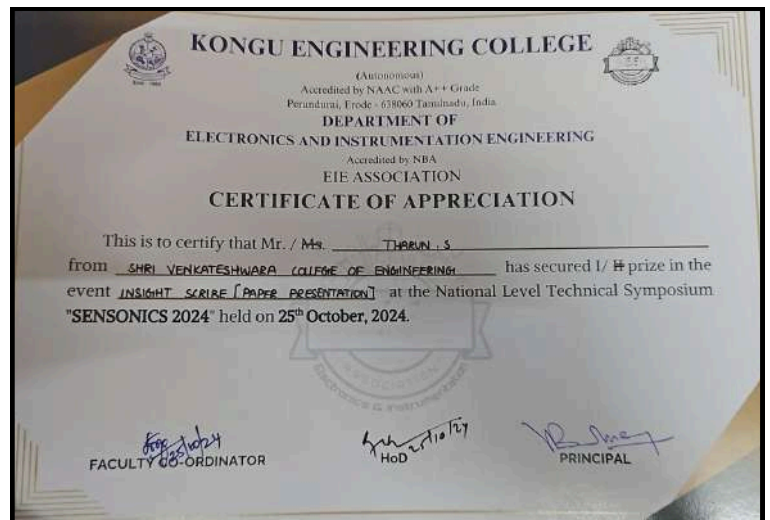 KONGU ENGINEERING COLLEGE
(Autonomous)
Accredited by NAAC with A++ Grade
Perundurai, Erode - 638060 Tamilnadu, India
DEPARTMENT OF
ELECTRONICS AND INSTRUMENTATION ENGINEERING
Accredited by NBA
EIE ASSOCIATION
CERTIFICATE OF APPRECIATION
This is to certify that Mr. / Ms. THARUN . S
from SHRI VENKATESHWARA COLLEGE OF ENGINEERING has secured I/ II prize in the
event INSIGHT SCRIBE [PAPER PRESENTATION] at the National Level Technical Symposium
"SENSONICS 2024" held on 25th October, 2024.
ASSOCIATION
Electronics & Instrumentation
25/10/24
25/10/24
FACULTY CO-ORDINATOR
HoD
PRINCIPAL